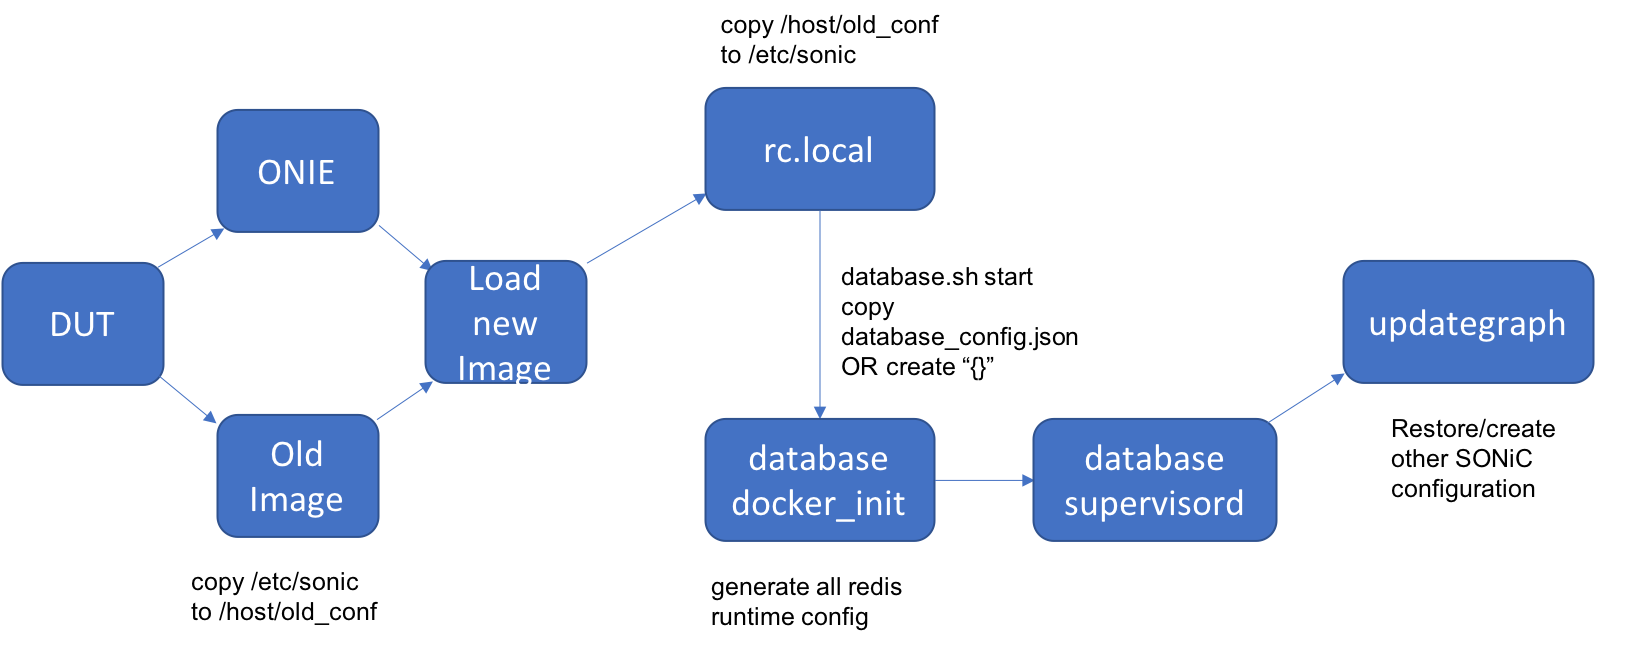 copy /host/old_conf
to /etc/sonic
rc.local
ONIE
DUT
Load
new
Image
Old
Image
copy /etc/sonic
to /host/old_conf
database.sh start
copy
database_config.json
OR create “{}”
database
docker_init
generate all redis
runtime config
database
supervisord
updategraph
Restore/create
other SONiC
configuration